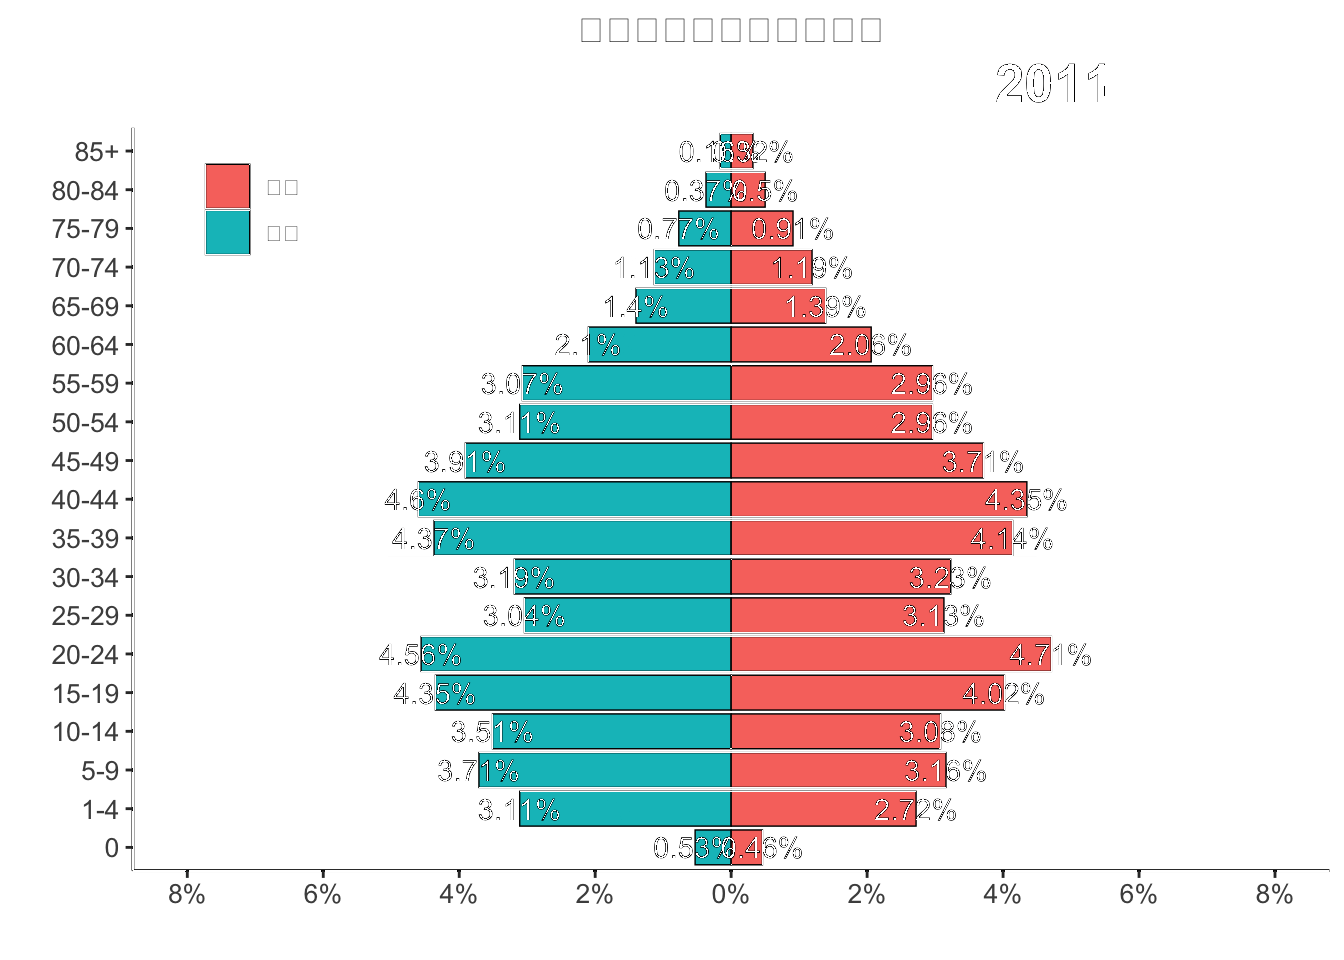 2011
85+ 0.16% 0.32%
80-84 0.37% 0.5%
75-79 0.77% 0.91%
70-74 1.13% 1.19%
65-69 1.4% 1.39%
60-64 2.1% 2.06%
55-59 3.07% 2.96%
50-54 3.11% 2.96%
45-49 3.91% 3.71%
40-44 4.6% 4.35%
35-39 4.37% 4.14%
30-34 3.19% 3.23%
25-29 3.04% 3.13%
20-24 4.56% 4.71%
15-19 4.35% 4.02%
10-14 3.51% 3.08%
5-9 3.71% 3.16%
1-4 3.11% 2.72%
0 0.53% 0.46%
8% 6% 4% 2% 0% 2% 4% 6% 8%